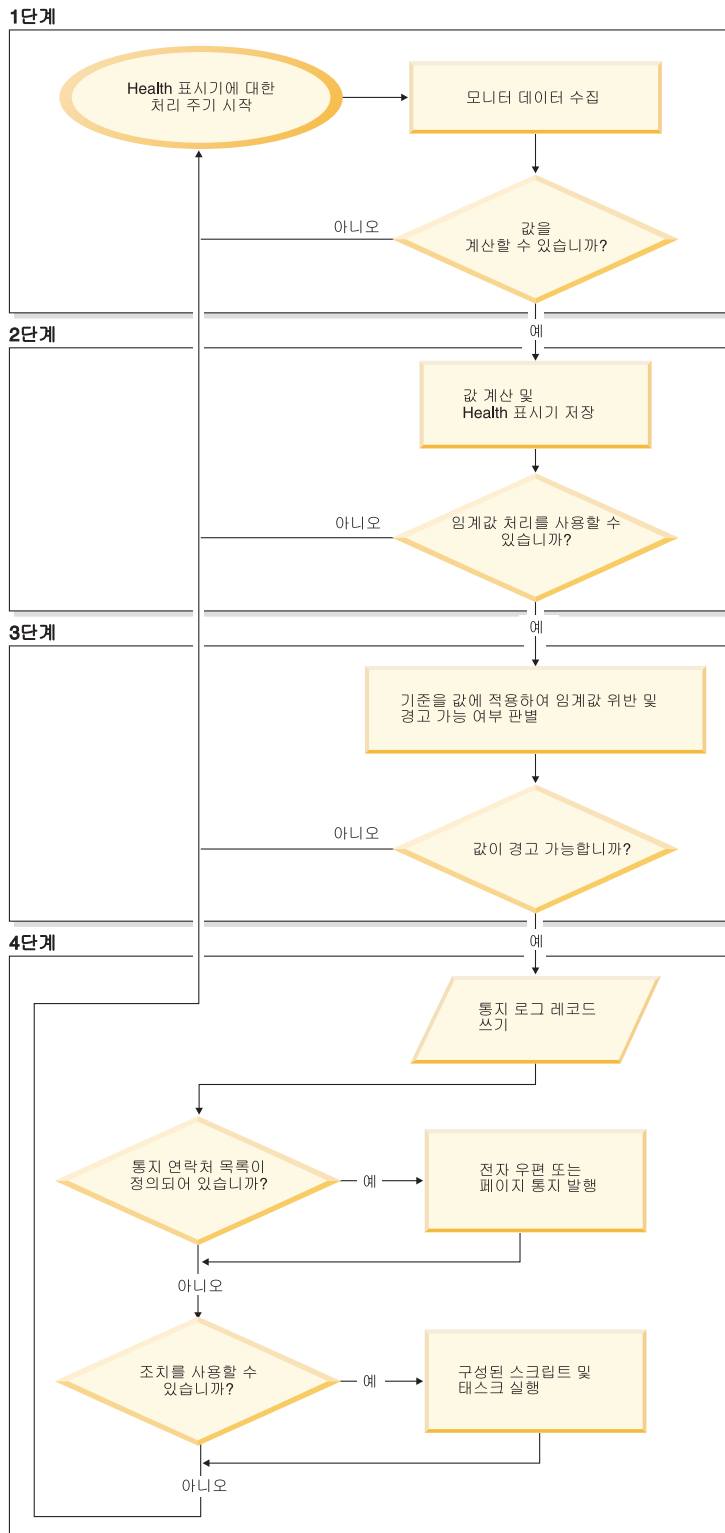 1단계
Health 표시기에 대한
처리 주기 시작
모니터 데이터 수집
아니오
값을
계산할 수 있습니까?
예
2단계
값 계산 및
Health 표시기 저장
아니오
임계값 처리를 사용할 수
있습니까?
예
3단계
기준을 값에 적용하여 임계값 위반 및
경고 가능 여부 판별
아니오
값이 경고 가능합니까?
예
4단계
통지 로그 레코드
쓰기
통지 연락처 목록이
정의되어 있습니까?
예
전자 우편 또는
페이지 통지 발행
아니오
조치를 사용할 수
있습니까?
예
구성된 스크립트 및
태스크 실행
아니오